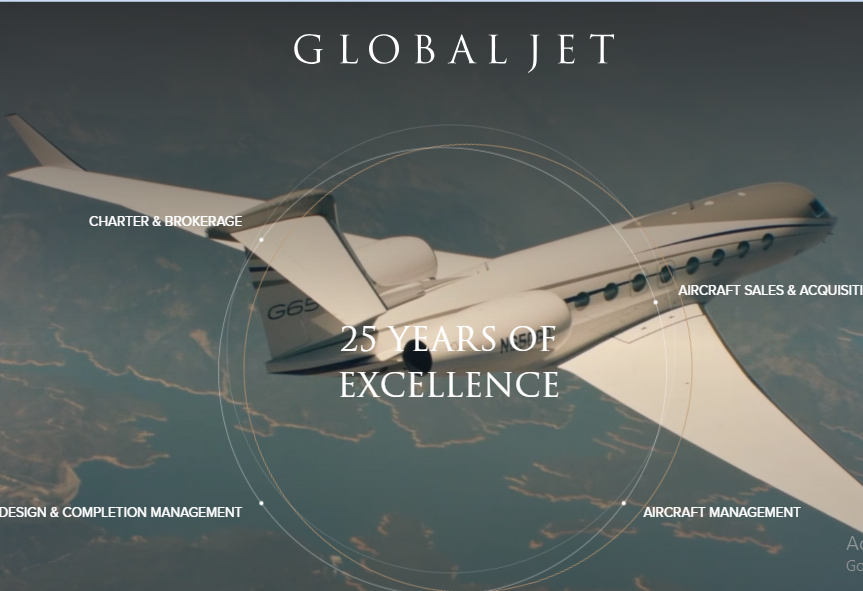 GLOBAL JET
CHARTER & BROKERAGE
AIRCRAFT SALES & ACQUISITI
G65
25 YEARS OF
EXCELLENCE
DESIGN & COMPLETION MANAGEMENT
AIRCRAFT MANAGEMENT
Ac
Go